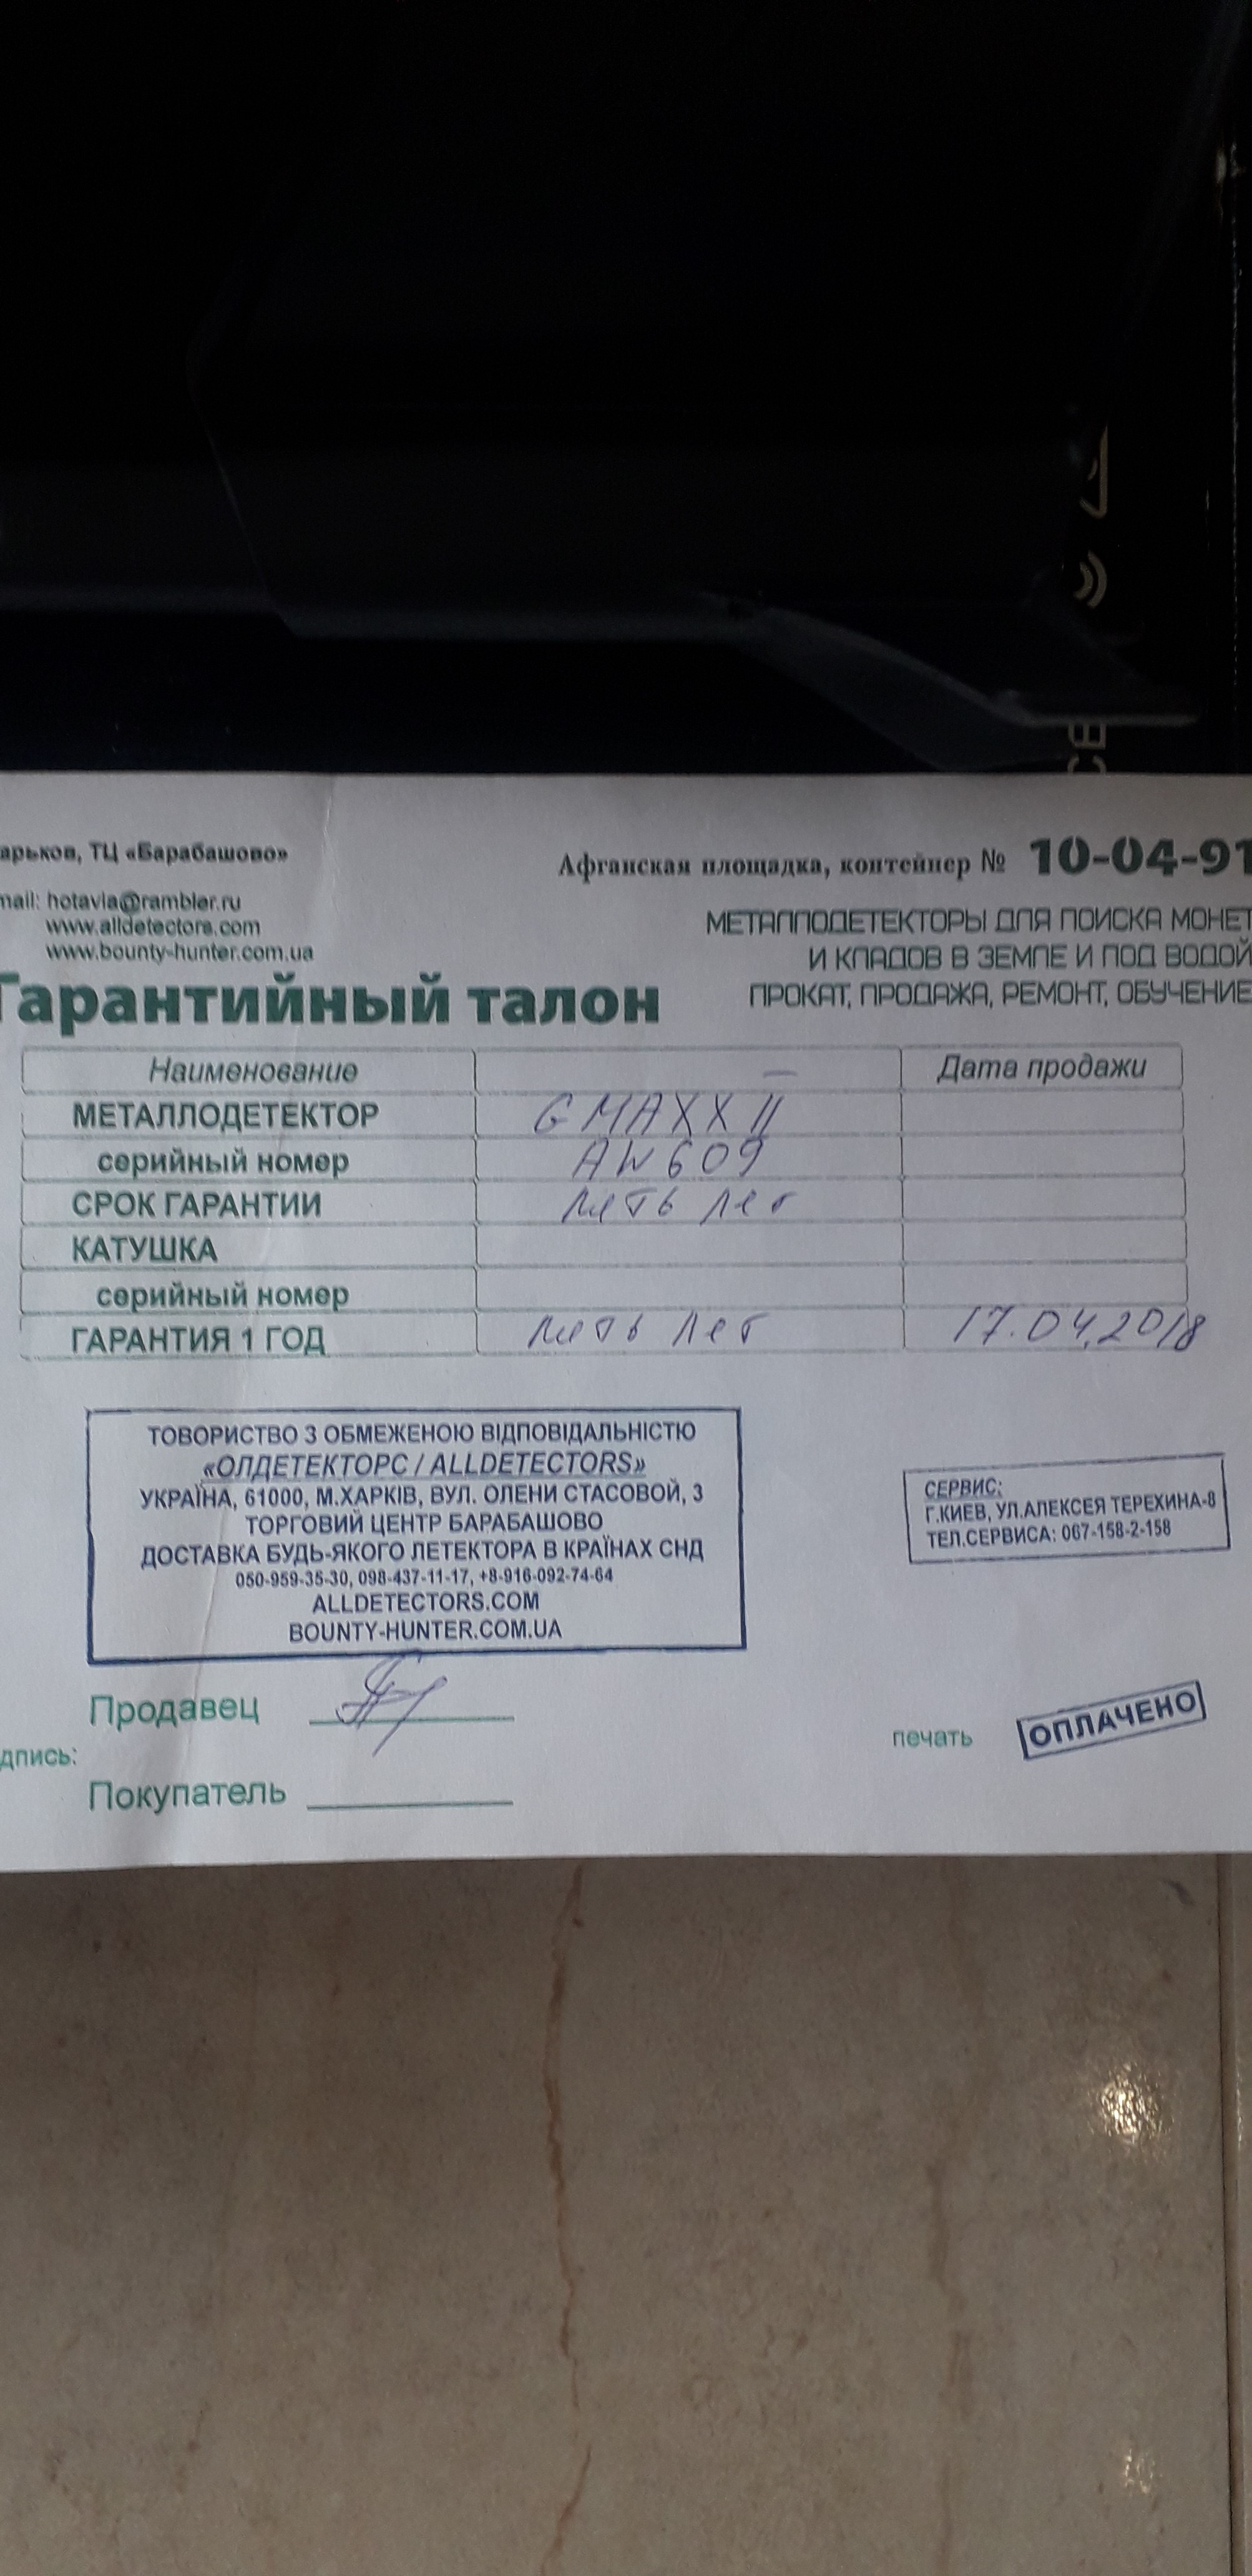 арьков, ТЦ «Барабашово»
Афганская площадка, контейнер № 10-04-91
mail: hotavia@rambler.ru
www.alldetectors.com
www.bounty-hunter.com.ua
МЕТАЛЛОДЕТЕКТОРЫ ДЛЯ ПОИСКА МОНЕТ
И КЛАДОВ В ЗЕМЛЕ И ПОД ВОДОЙ
ПРОКАТ, ПРОДАЖА, РЕМОНТ, ОБУЧЕНИЕ
Гарантийный талон
Наименование Дата продажи
МЕТАЛЛОДЕТЕКТОР GMAXX II
серийный номер AW609
СРОК ГАРАНТИИ пять лет
КАТУШКА
серийный номер
ГАРАНТИЯ 1 ГОД пять лет 17.04.2018
ТОВОРИСТВО З ОБМЕЖЕНОЮ ВІДПОВІДАЛЬНІСТЮ
«ОЛДЕТЕКТОРС / ALLDETECTORS»
УКРАЇНА, 61000, М.ХАРКІВ, ВУЛ. ОЛЕНИ СТАСОВОЙ, 3
ТОРГОВИЙ ЦЕНТР БАРАБАШОВО
ДОСТАВКА БУДЬ-ЯКОГО ЛЕТЕКТОРА В КРАЇНАХ СНД
050-959-35-30, 098-437-11-17, +8-916-092-74-64
ALLDETECTORS.COM
BOUNTY-HUNTER.COM.UA
СЕРВИС:
Г.КИЕВ, УЛ.АЛЕКСЕЯ ТЕРЕХИНА-8
ТЕЛ.СЕРВИСА: 067-158-2-158
Продавец
печать ОПЛАЧЕНО
дпись:
Покупатель